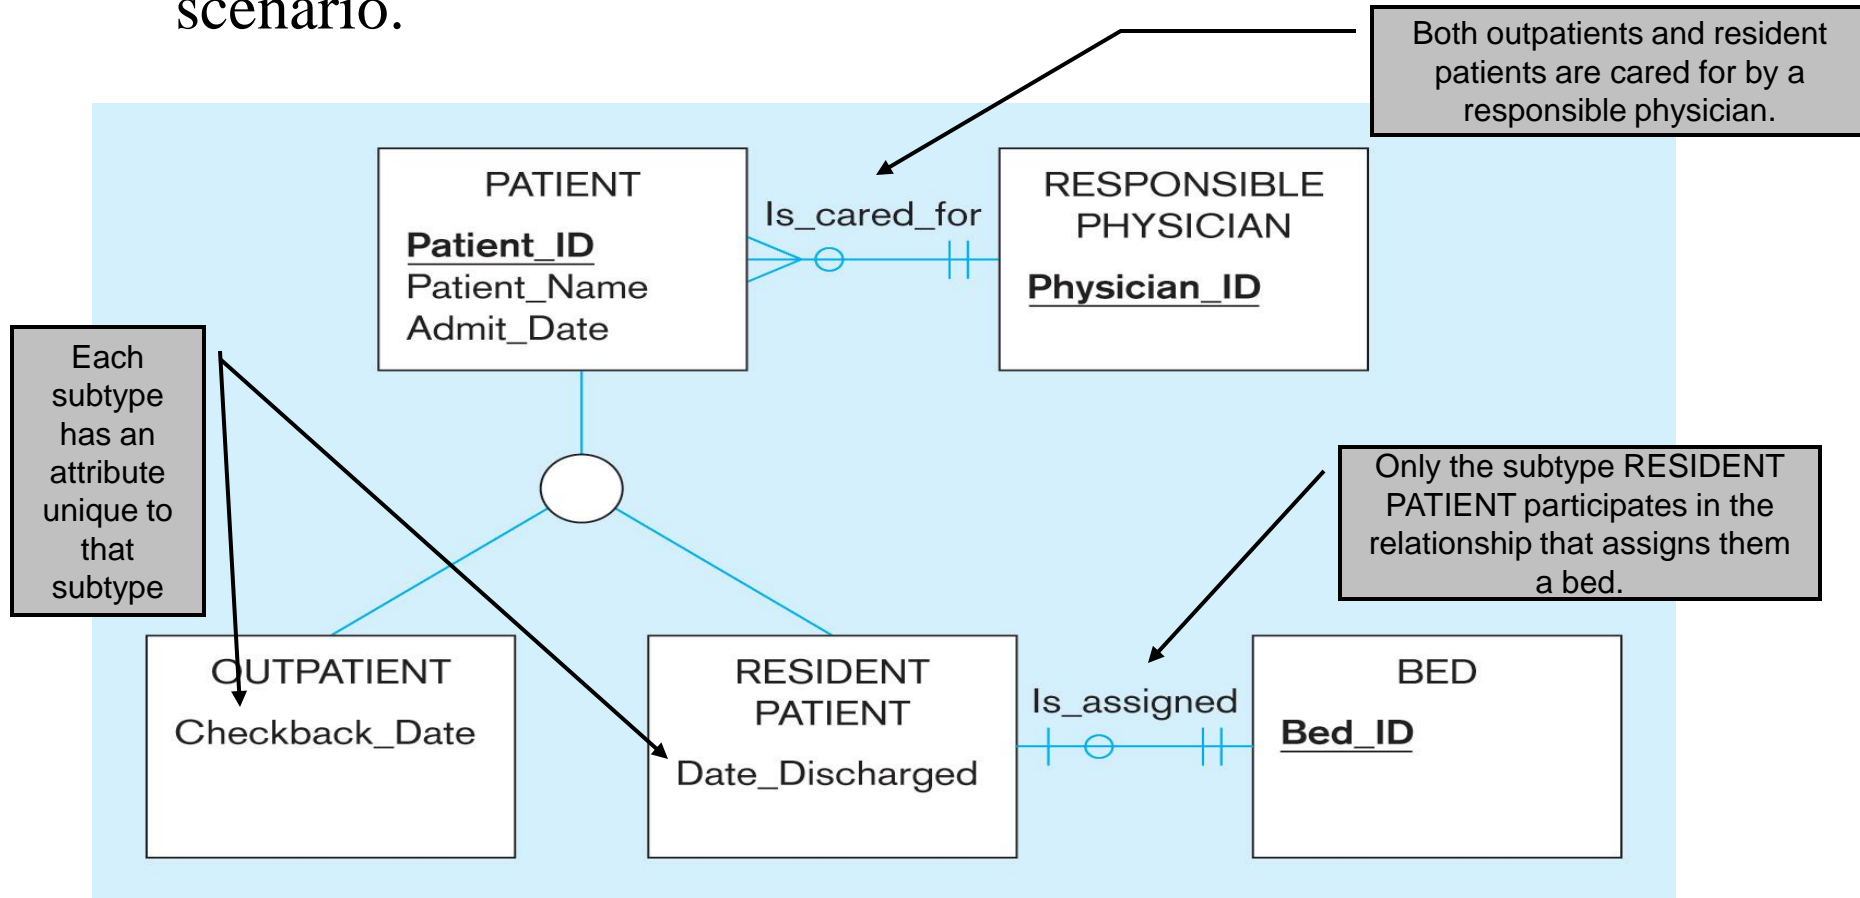 scenario.
Both outpatients and resident
patients are cared for by a
responsible physician.
PATIENT
Patient_ID
Patient_Name
Admit_Date
Is_cared_for
RESPONSIBLE
PHYSICIAN
Physician_ID
Each
subtype
has an
attribute
unique to
that
subtype
Only the subtype RESIDENT
PATIENT participates in the
relationship that assigns them
a bed.
OUTPATIENT
Checkback_Date
RESIDENT
PATIENT
Date_Discharged
Is_assigned
BED
Bed_ID